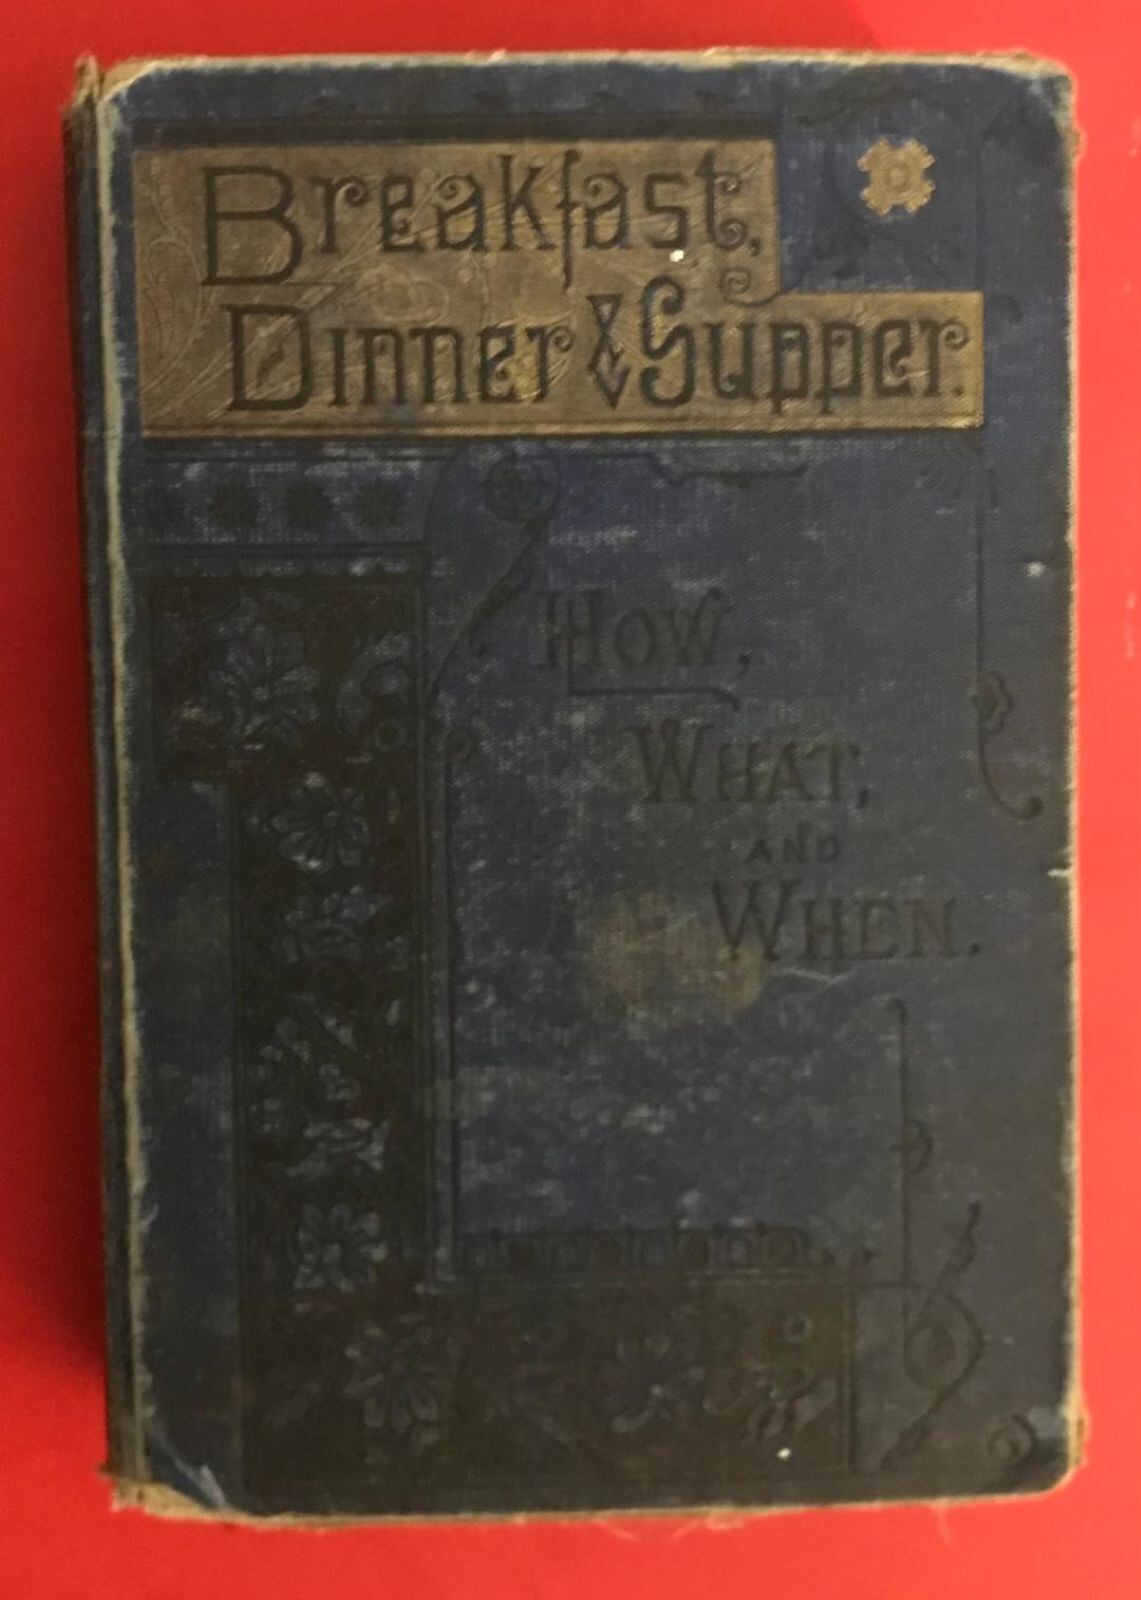 Breakfast,
Dinner & Supper.
How,
What,
and
When.